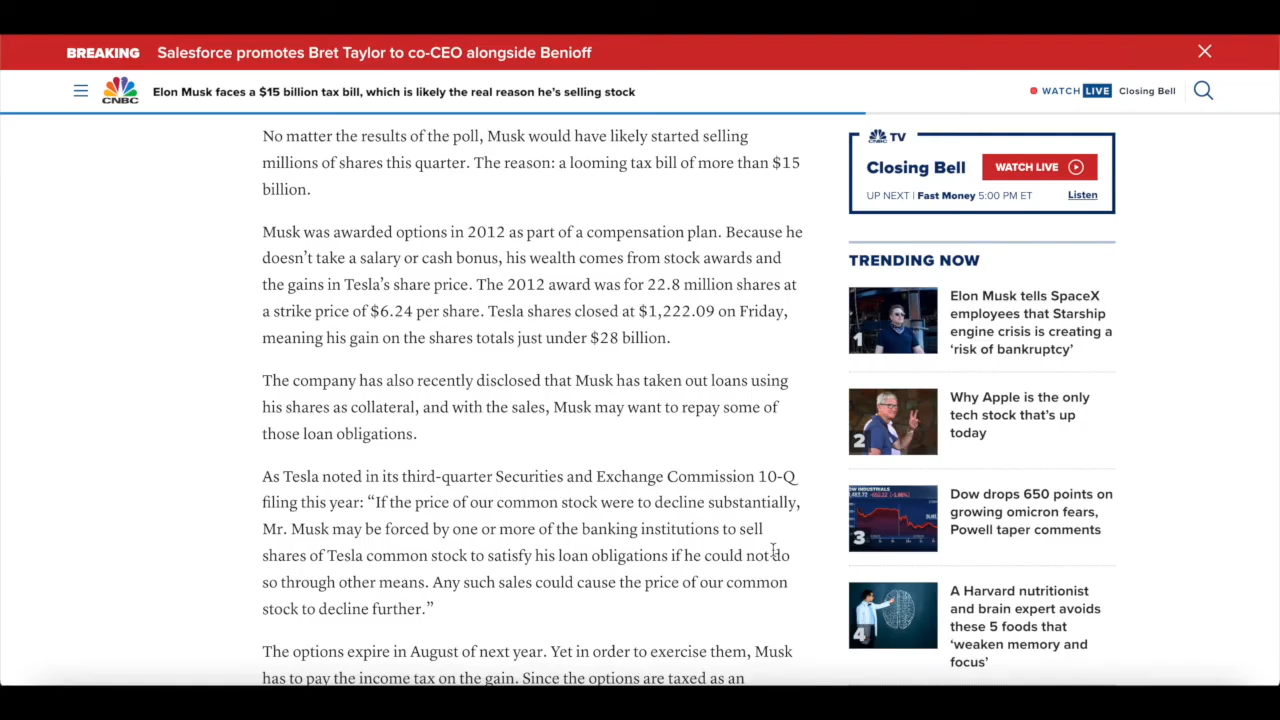 BREAKING Salesforce promotes Bret Taylor to co-CEO alongside Benioff
CNBC Elon Musk faces a $15 billion tax bill, which is likely the real reason he's selling stock WATCH LIVE Closing Bell
No matter the results of the poll, Musk would have likely started selling
millions of shares this quarter. The reason: a looming tax bill of more than $15
billion.
Musk was awarded options in 2012 as part of a compensation plan. Because he
doesn't take a salary or cash bonus, his wealth comes from stock awards and
the gains in Tesla's share price. The 2012 award was for 22.8 million shares at
a strike price of $6.24 per share. Tesla shares closed at $1,222.09 on Friday,
meaning his gain on the shares totals just under $28 billion.
The company has also recently disclosed that Musk has taken out loans using
his shares as collateral, and with the sales, Musk may want to repay some of
those loan obligations.
As Tesla noted in its third-quarter Securities and Exchange Commission 10-Q
filing this year: “If the price of our common stock were to decline substantially,
Mr. Musk may be forced by one or more of the banking institutions to sell
shares of Tesla common stock to satisfy his loan obligations if he could not do
so through other means. Any such sales could cause the price of our common
stock to decline further.”
The options expire in August of next year. Yet in order to exercise them, Musk
has to pay the income tax on the gain. Since the options are taxed as an
CNBC TV
Closing Bell WATCH LIVE
UP NEXT | Fast Money 5:00 PM ET Listen
TRENDING NOW
1
Elon Musk tells SpaceX
employees that Starship
engine crisis is creating a
‘risk of bankruptcy’
2
Why Apple is the only
tech stock that's up
today
3
Dow drops 650 points on
growing omicron fears,
Powell taper comments
4
A Harvard nutritionist
and brain expert avoids
these 5 foods that
‘weaken memory and
focus’